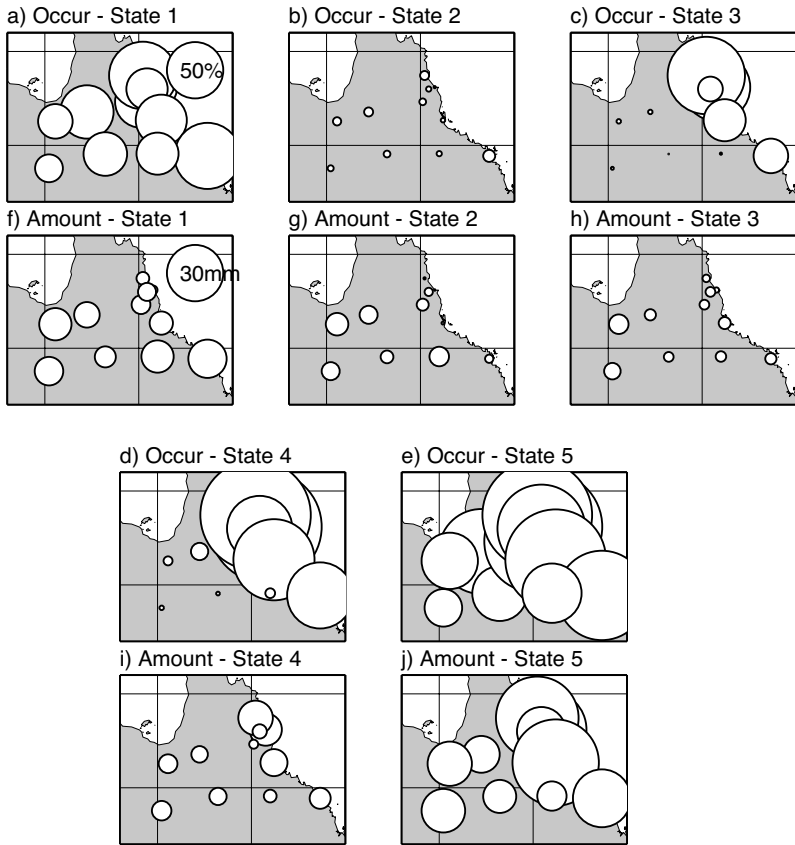 a) Occur - State 1
b) Occur - State 2
c) Occur - State 3
50%
f) Amount - State 1
g) Amount - State 2
h) Amount - State 3
30mm
d) Occur - State 4
e) Occur - State 5
i) Amount - State 4
j) Amount - State 5